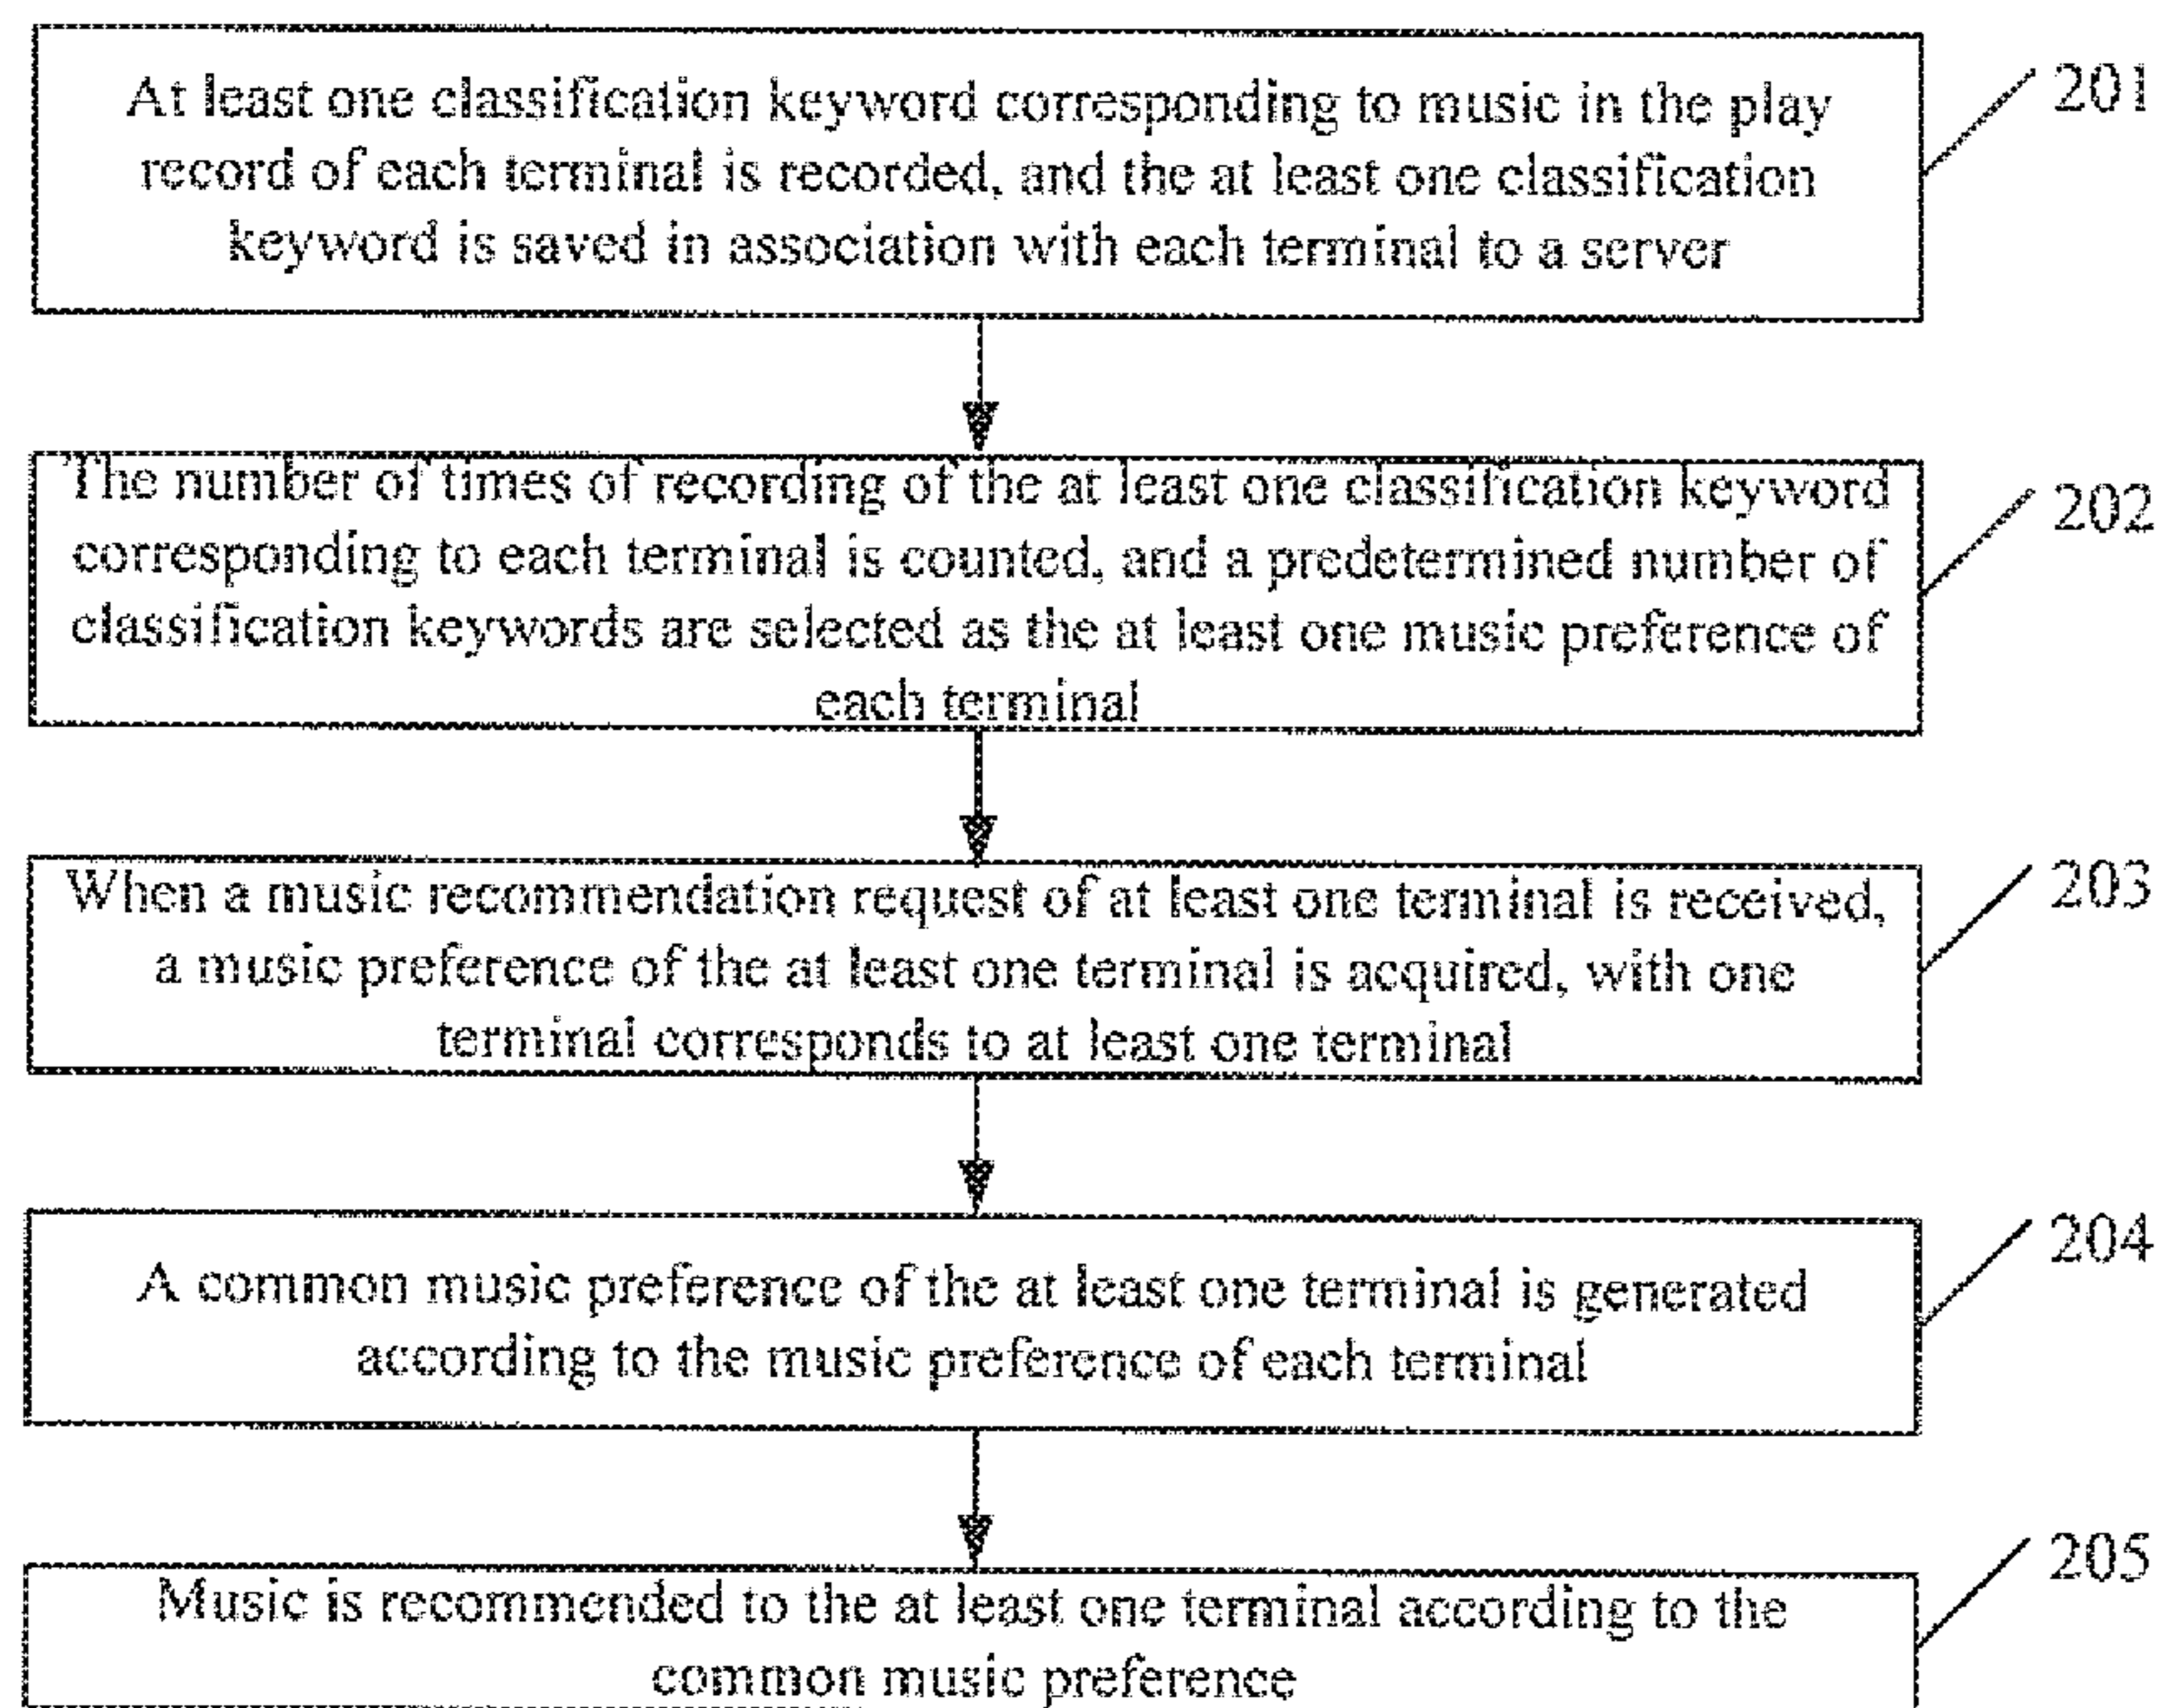 At least one classification keyword corresponding to music in the play
record of each terminal is recorded, and the at least one classification
keyword is saved in association with each terminal to a server
201
The number of times of recording of the at least one classification keyword
corresponding to each terminal is counted, and a predetermined number of
classification keywords are selected as the at least one music preference of
each terminal
202
When a music recommendation request of at least one terminal is received,
a music preference of the at least one terminal is acquired, with one
terminal corresponds to at least one terminal
203
A common music preference of the at least one terminal is generated
according to the music preference of each terminal
204
Music is recommended to the at least one terminal according to the
common music preference
205